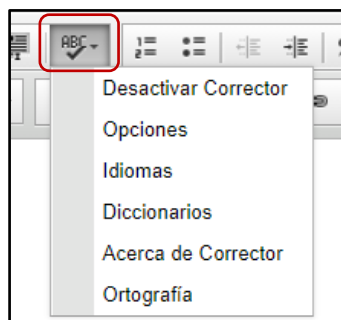 ABC
Desactivar Corrector
Opciones
Idiomas
Diccionarios
Acerca de Corrector
Ortografía